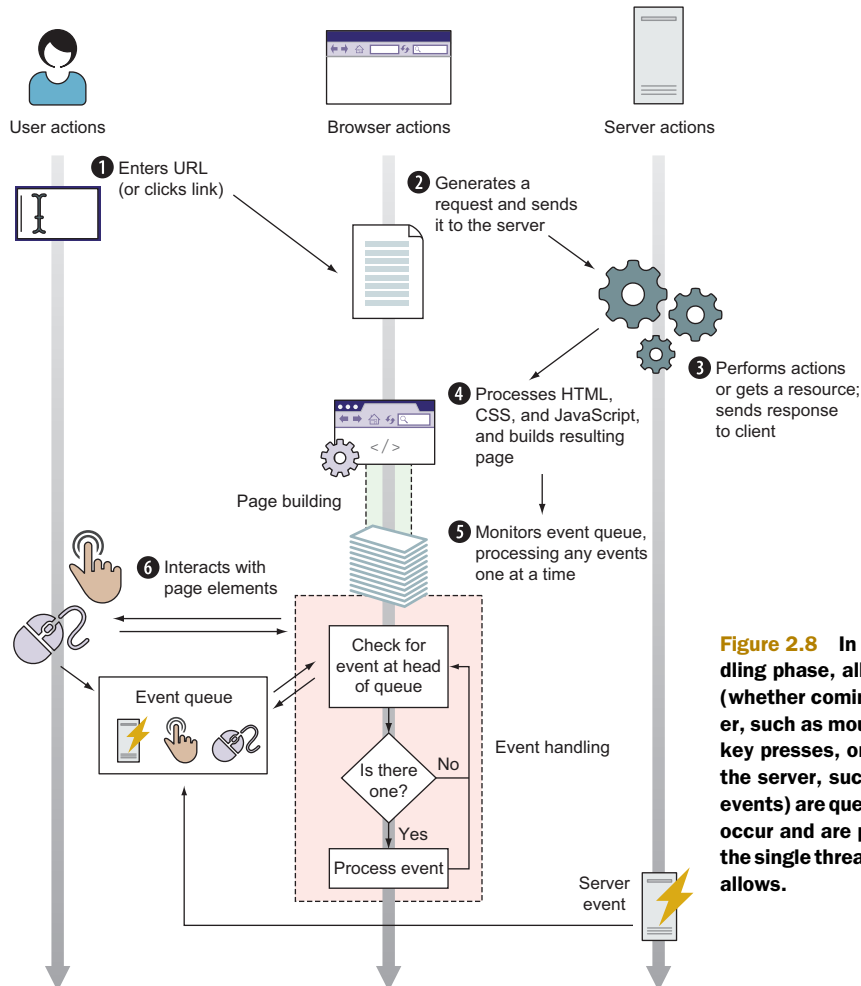 User actions
Browser actions
Server actions
1 Enters URL
(or clicks link)
2 Generates a
request and sends
it to the server
3 Performs actions
or gets a resource;
sends response
to client
4 Processes HTML,
CSS, and JavaScript,
and builds resulting
page
</>
Page building
5 Monitors event queue,
processing any events
one at a time
6 Interacts with
page elements
Check for
event at head
of queue
Event queue
Event handling
Is there
one?
No
Yes
Process event
Server
event
Figure 2.8 In
dling phase, all
(whether comin
er, such as mou
key presses, or
the server, suc
events) are que
occur and are p
the single threa
allows.